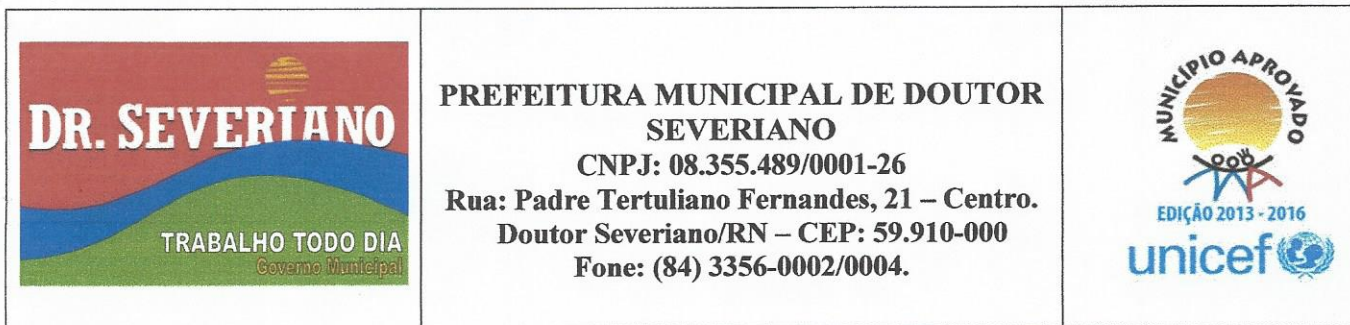 DR. SEVERIANO
TRABALHO TODO DIA
Governo Municipal
PREFEITURA MUNICIPAL DE DOUTOR
SEVERIANO
CNPJ: 08.355.489/0001-26
Rua: Padre Tertuliano Fernandes, 21 – Centro.
Doutor Severiano/RN – CEP: 59.910-000
Fone: (84) 3356-0002/0004.
MUNICÍPIO APROVADO
EDIÇÃO 2013 - 2016
unicef